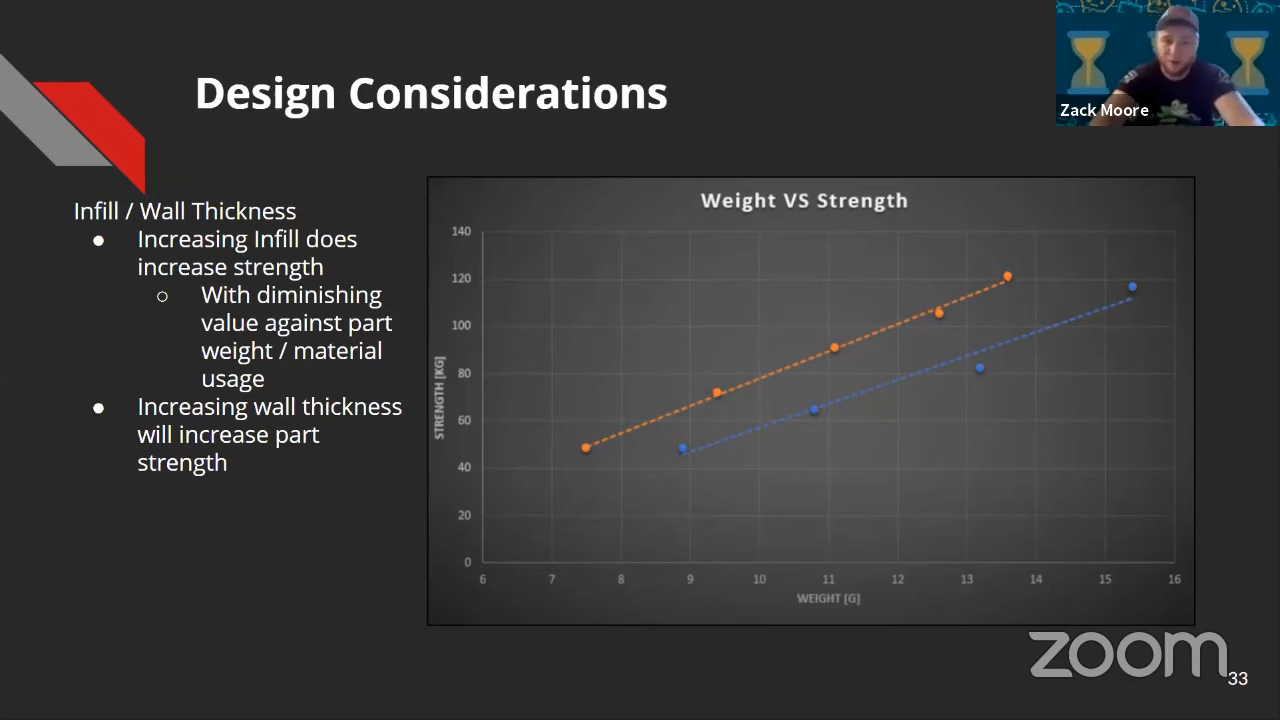 Design Considerations
Zack Moore
Infill / Wall Thickness
● Increasing Infill does
increase strength
○ With diminishing
value against part
weight / material
usage
● Increasing wall thickness
will increase part
strength
Weight VS Strength
140
120
100
80
60
40
20
0
STRENGTH [KG]
6 7 8 9 10 11 12 13 14 15 16
WEIGHT [G]
zoom
33